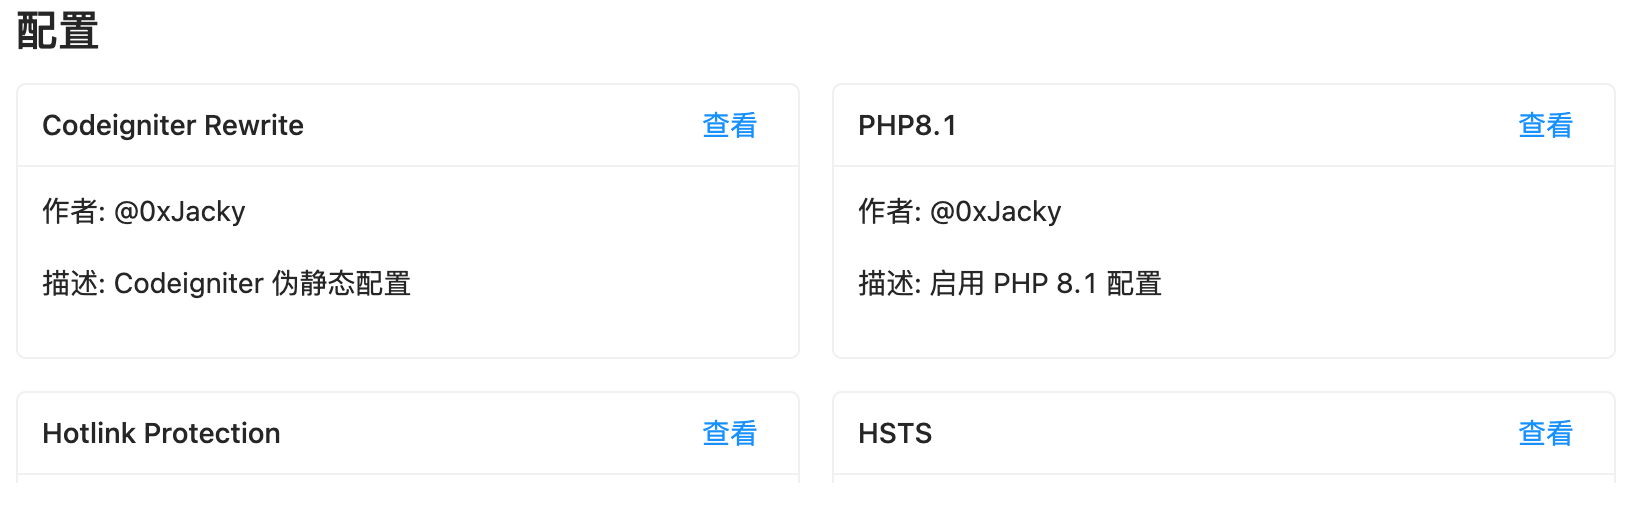 配置
Codeigniter Rewrite 查看
作者: @0xJacky
描述: Codeigniter 伪静态配置
PHP8.1 查看
作者: @0xJacky
描述: 启用 PHP 8.1 配置
Hotlink Protection 查看
HSTS 查看